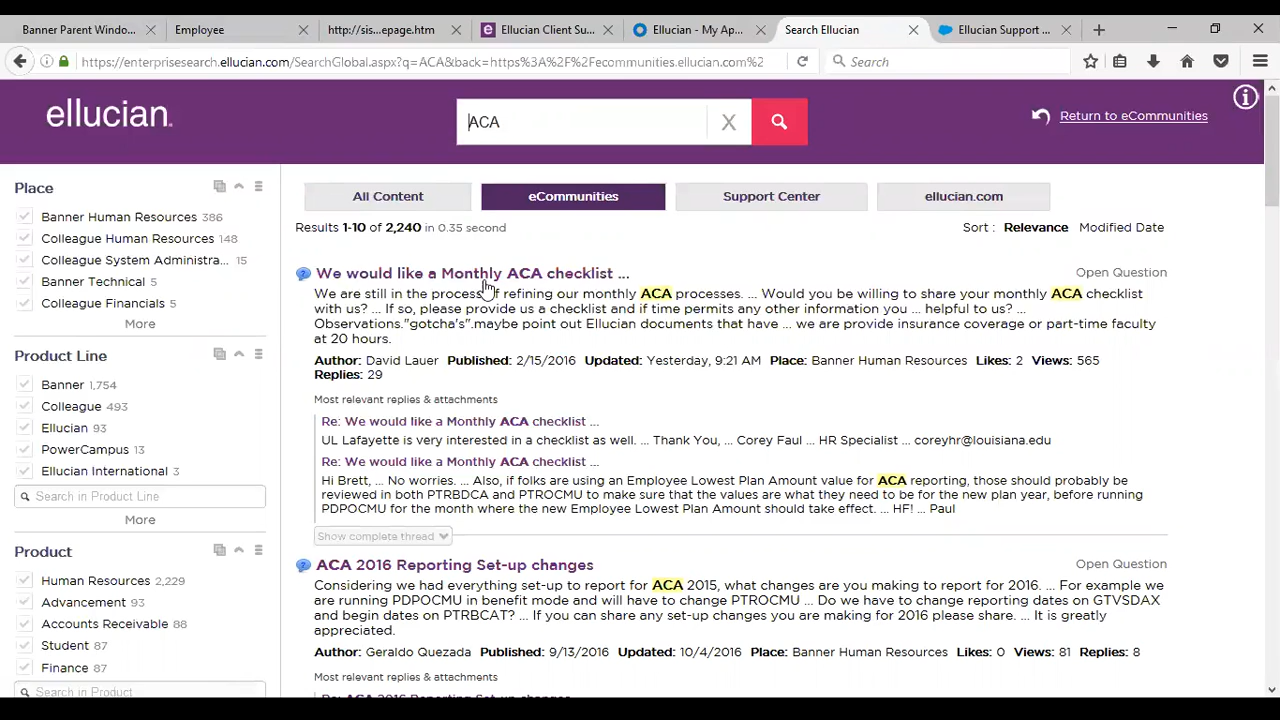 Banner Parent Windo...
Employee
http://sis...epage.htm
Ellucian Client Su...
Ellucian - My Ap...
Search Ellucian
Ellucian Support ...
https://enterprisesearch.ellucian.com/SearchGlobal.aspx?q=ACA&back=https%3A%2F%2Fecommunities.ellucian.com%2
Search
ellucian.
ACA
X
Return to eCommunities
Place
Banner Human Resources 386
Colleague Human Resources 148
Colleague System Administra... 15
Banner Technical 5
Colleague Financials 5
More
Product Line
Banner 1,754
Colleague 493
Ellucian 93
PowerCampus 13
Ellucian International 3
Search in Product Line
More
Product
Human Resources 2,229
Advancement 93
Accounts Receivable 88
Student 87
Finance 87
Search in Product
All Content
eCommunities
Support Center
ellucian.com
Results 1-10 of 2,240 in 0.35 second
Sort : Relevance Modified Date
We would like a Monthly ACA checklist ...
Open Question
We are still in the process of refining our monthly ACA processes. ... Would you be willing to share your monthly ACA checklist
with us? ... If so, please provide us a checklist and if time permits any other information you ... helpful to us? ...
Observations."gotcha's".maybe point out Ellucian documents that have ... we are provide insurance coverage or part-time faculty
at 20 hours.
Author: David Lauer Published: 2/15/2016 Updated: Yesterday, 9:21 AM Place: Banner Human Resources Likes: 2 Views: 565
Replies: 29
Most relevant replies & attachments
Re: We would like a Monthly ACA checklist ...
UL Lafayette is very interested in a checklist as well. ... Thank You, ... Corey Faul ... HR Specialist ... coreyhr@louisiana.edu
Re: We would like a Monthly ACA checklist ...
Hi Brett, ... No worries. ... Also, if folks are using an Employee Lowest Plan Amount value for ACA reporting, those should probably be
reviewed in both PTRBDCA and PTROCMU to make sure that the values are what they need to be for the new plan year, before running
PDPOCMU for the month where the new Employee Lowest Plan Amount should take effect. ... HF! ... Paul
Show complete thread
ACA 2016 Reporting Set-up changes
Open Question
Considering we had everything set-up to report for ACA 2015, what changes are you making to report for 2016. ... For example we
are running PDPOCMU in benefit mode and will have to change PTROCMU ... Do we have to change reporting dates on GTVSDAX
and begin dates on PTRBCAT? ... If you can share any set-up changes you are making for 2016 please share. ... It is greatly
appreciated.
Author: Geraldo Quezada Published: 9/13/2016 Updated: 10/4/2016 Place: Banner Human Resources Likes: 0 Views: 81 Replies: 8
Most relevant replies & attachments
Re: ACA 2016 Reporting Set-up changes